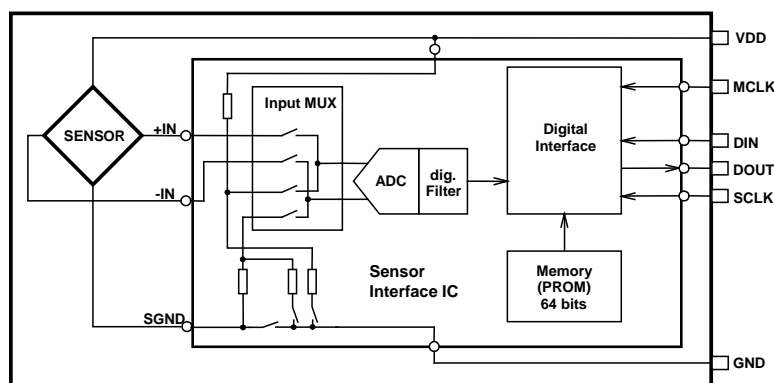 VDD
MCLK
Input MUX
+IN
SENSOR
Digital
Interface
DIN
DOUT
ADC
dig.
Filter
-IN
SCLK
Sensor
Interface IC
Memory
(PROM)
64 bits
SGND
GND